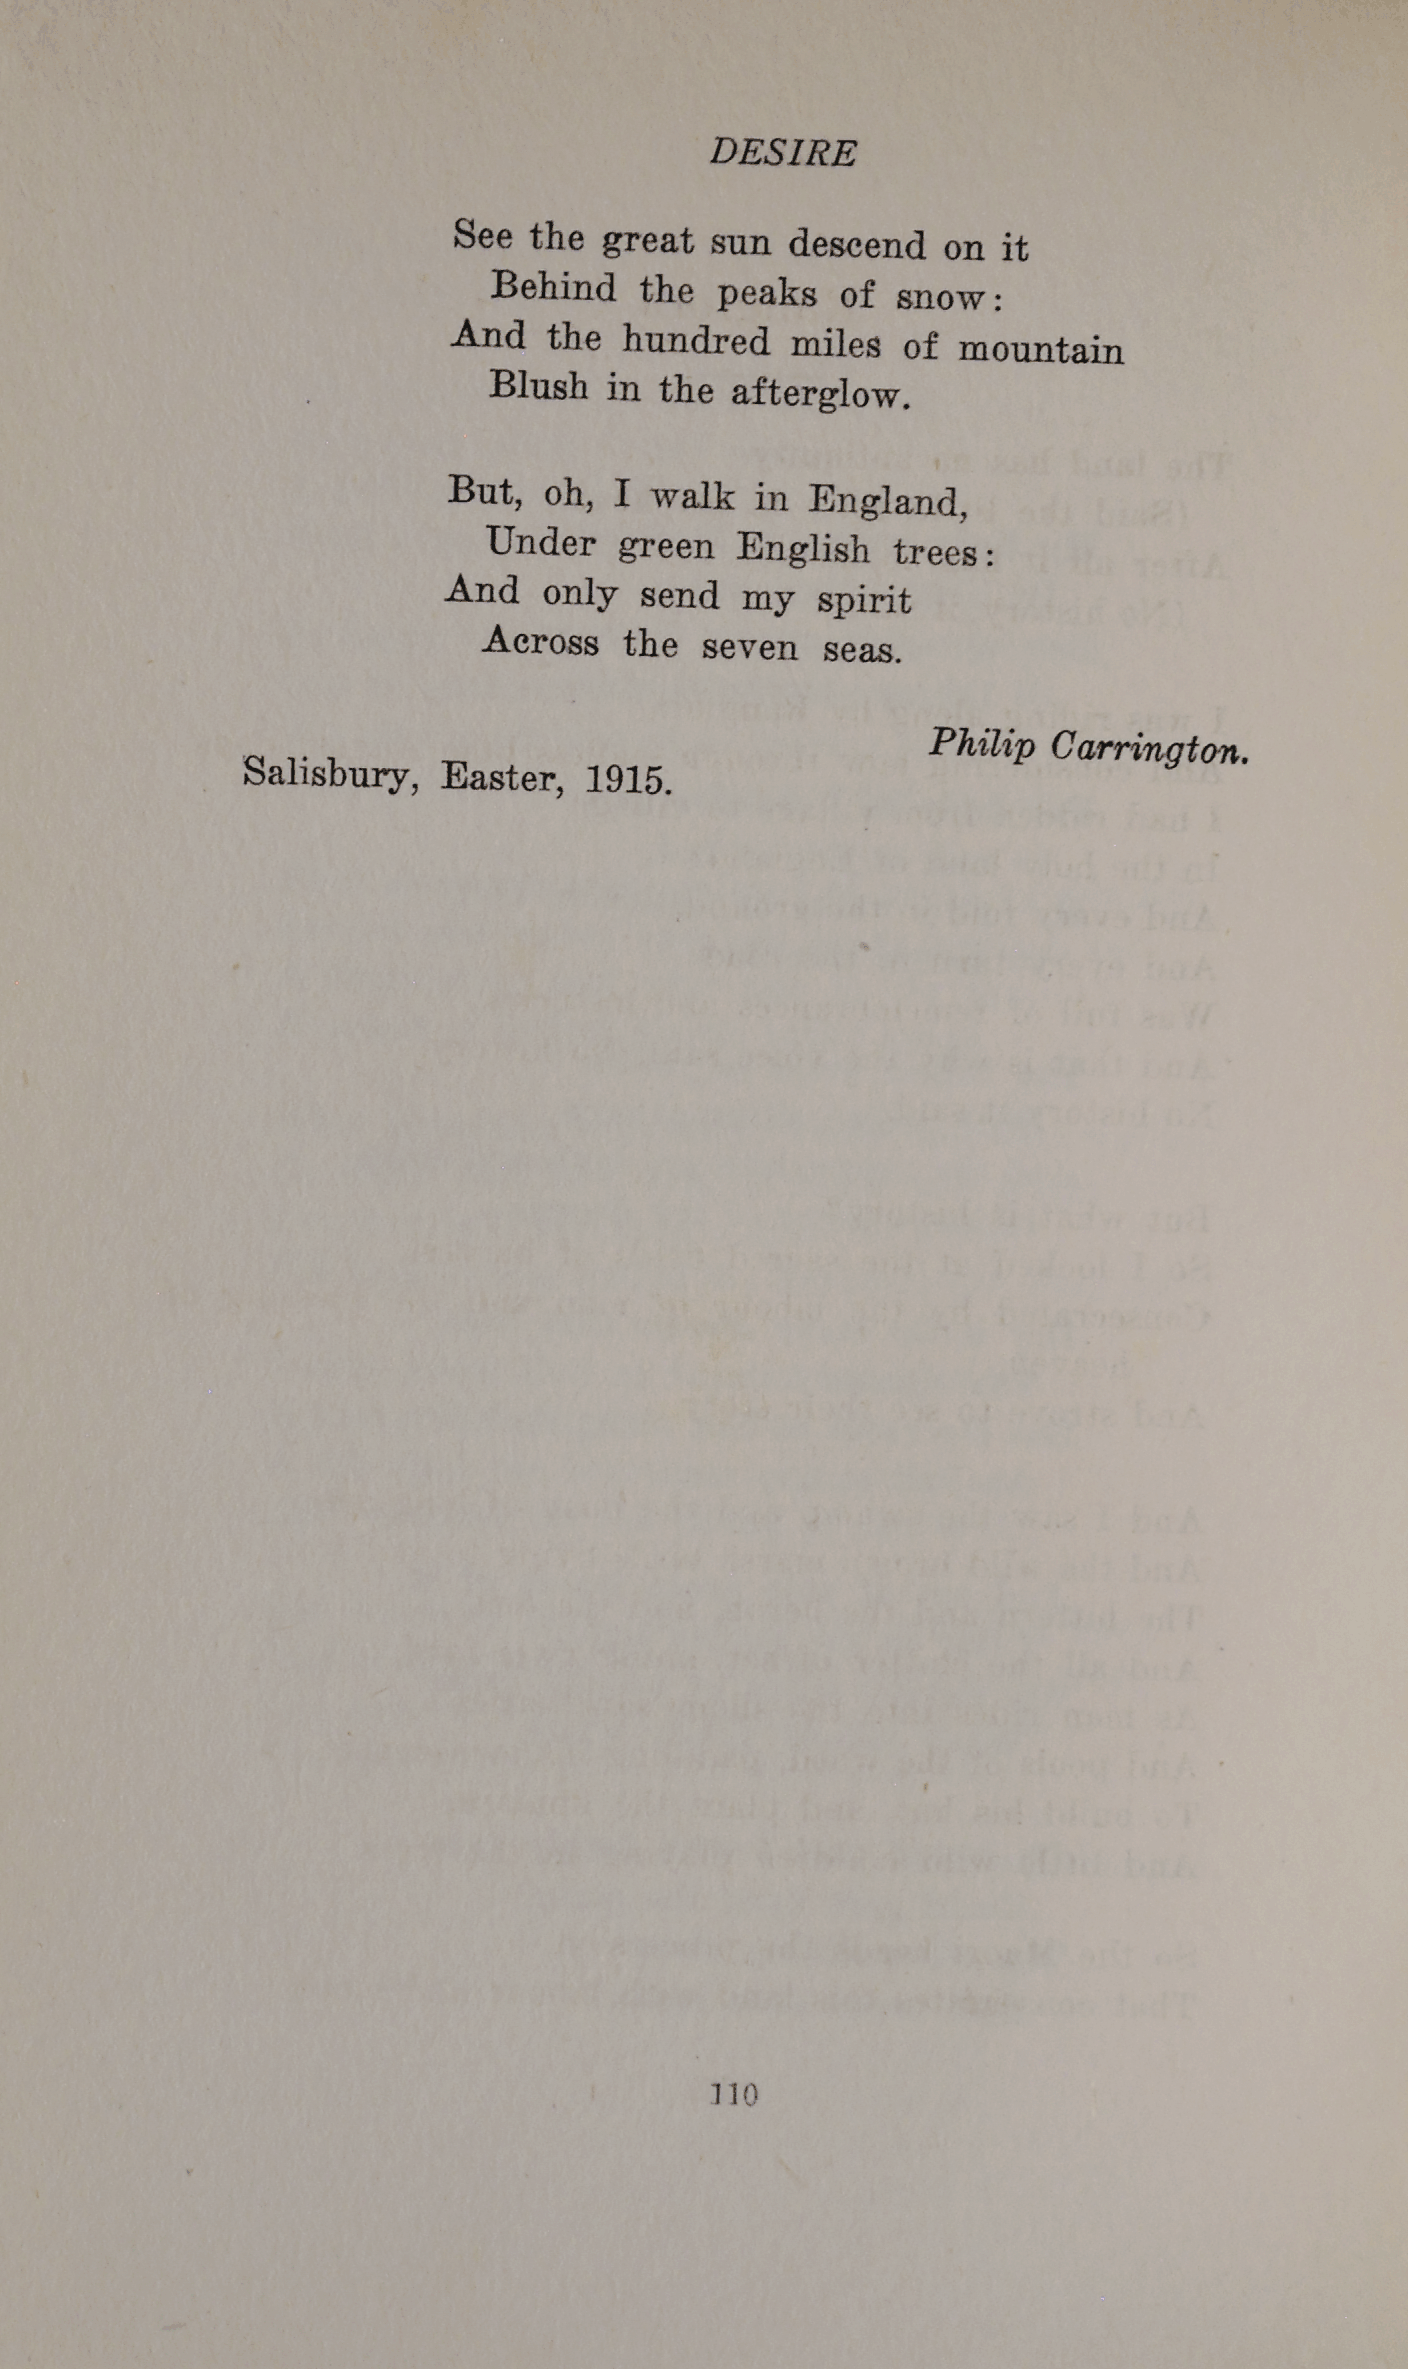 DESIRE
See the great sun descend on it
Behind the peaks of snow:
And the hundred miles of mountain
Blush in the afterglow.
But, oh, I walk in England,
Under green English trees:
And only send my spirit
Across the seven seas.
Philip Carrington.
Salisbury, Easter, 1915.
110